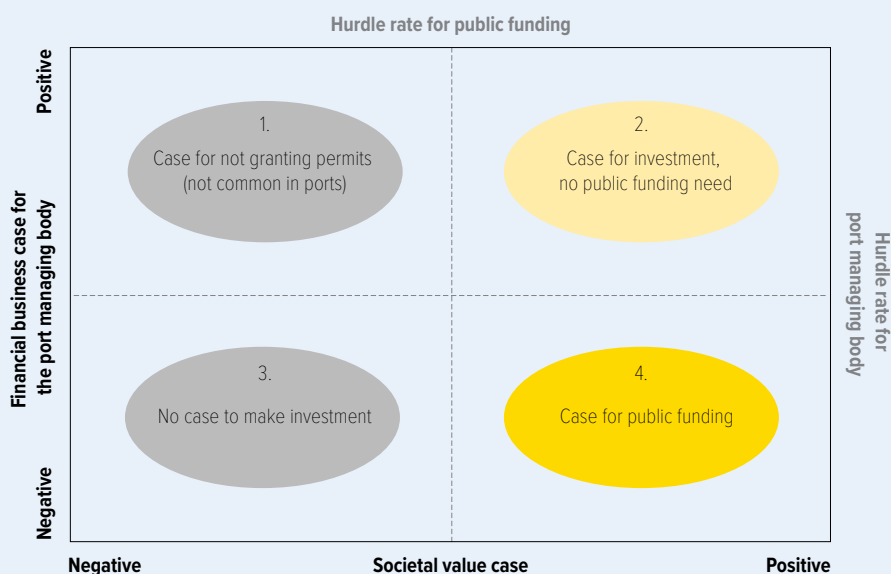 Hurdle rate for public funding
Positive
1.
Case for not granting permits
(not common in ports)
2.
Case for investment,
no public funding need
Financial business case for
the port managing body
Hurdle rate for
port managing body
3.
No case to make investment
4.
Case for public funding
Negative
Negative
Societal value case
Positive